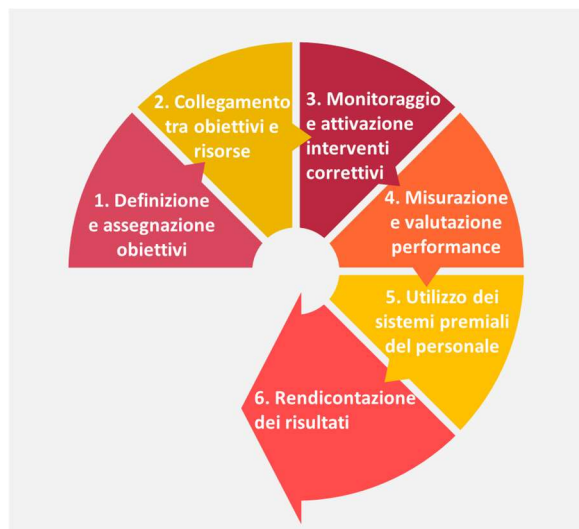 1. Definizione
e assegnazione
obiettivi
2. Collegamento
tra obiettivi e
risorse
3. Monitoraggio
e attivazione
interventi
correttivi
4. Misurazione
e valutazione
performance
5. Utilizzo dei
sistemi premiali
del personale
6. Rendicontazione
dei risultati